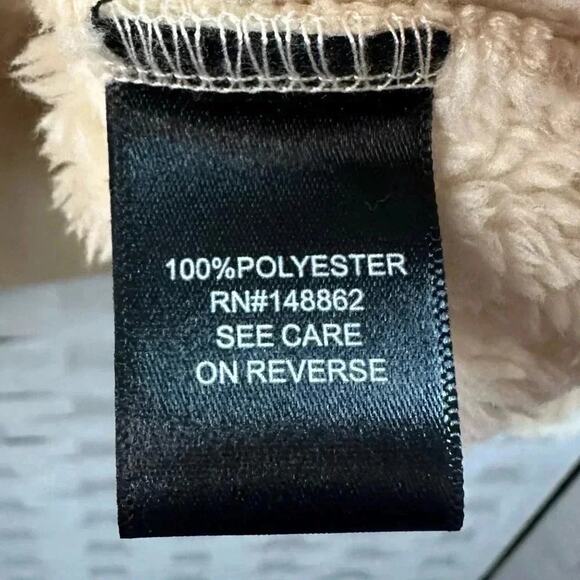 100%POLYESTER
RN#148862
SEE CARE
ON REVERSE